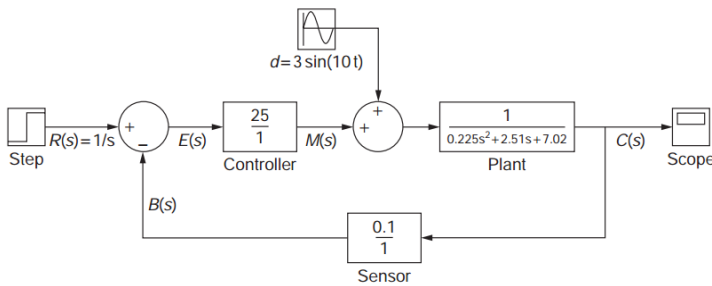 d=3 sin(10 t)
+
+
+
−
R(s)=1/s
Step
E(s)
25
1
Controller
M(s)
1
0.225s²+2.51s+7.02
Plant
C(s)
Scope
B(s)
0.1
1
Sensor